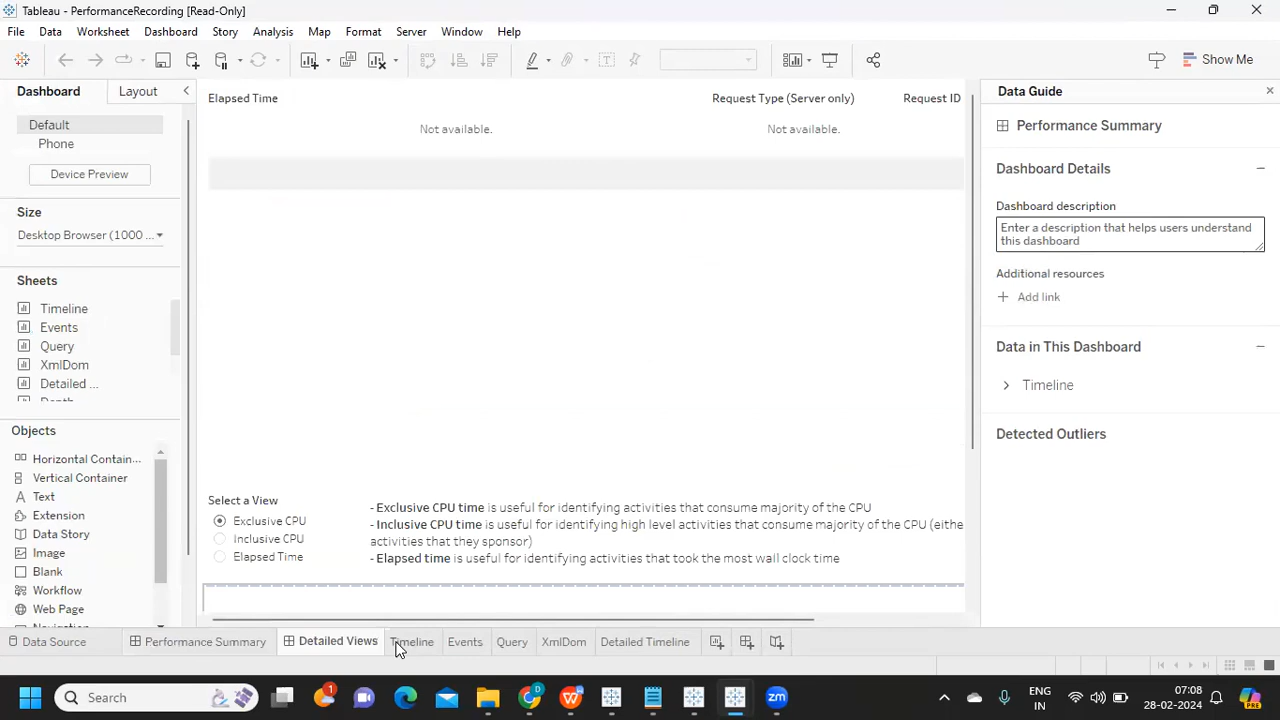 Tableau - PerformanceRecording [Read-Only]
File Data Worksheet Dashboard Story Analysis Map Format Server Window Help
Show Me
Dashboard Layout
Default
Phone
Device Preview
Size
Desktop Browser (1000 ...
Sheets
Timeline
Events
Query
XmlDom
Detailed ...
Depth
Objects
Horizontal Contain...
Vertical Container
Text
Extension
Data Story
Image
Blank
Workflow
Web Page
Navigation
Elapsed Time Request Type (Server only) Request ID
Not available. Not available.
Select a View
Exclusive CPU
Inclusive CPU
Elapsed Time
- Exclusive CPU time is useful for identifying activities that consume majority of the CPU
- Inclusive CPU time is useful for identifying high level activities that consume majority of the CPU (eithe
activities that they sponsor)
- Elapsed time is useful for identifying activities that took the most wall clock time
Data Guide
Performance Summary
Dashboard Details
Dashboard description
Enter a description that helps users understand
this dashboard
Additional resources
Add link
Data in This Dashboard
Timeline
Detected Outliers
Data Source Performance Summary Detailed Views Timeline Events Query XmlDom Detailed Timeline
Search
1
D
W
zm
ENG
IN
07:08
28-02-2024
PRE